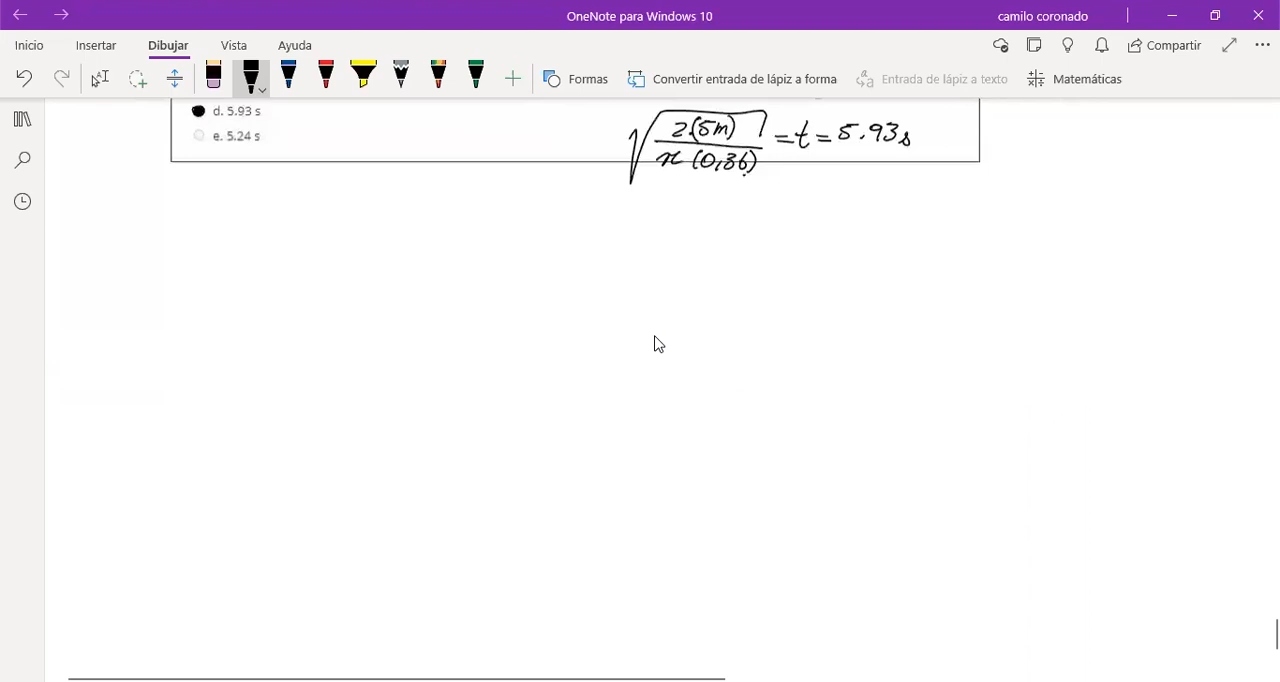 OneNote para Windows 10
camilo coronado
Inicio Insertar Dibujar Vista Ayuda
Compartir
Formas Convertir entrada de lápiz a forma Entrada de lápiz a texto Matemáticas
d. 5.93 s
e. 5.24 s
√(2(5m) / x(0,36)) = t = 5.93s